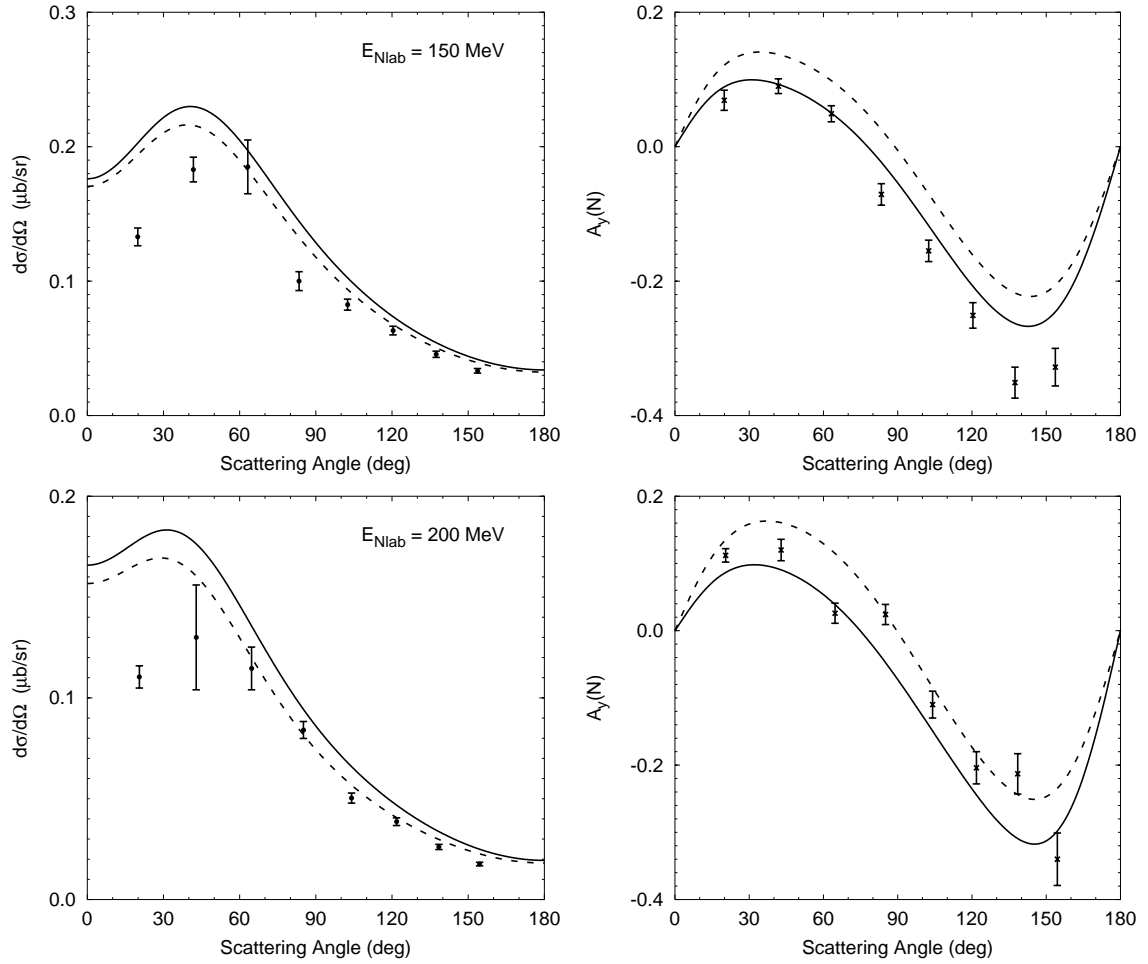 0.3
0.2
0.1
0.0
dσ/dΩ (μb/sr)
E_Nlab = 150 MeV
0 30 60 90 120 150 180
Scattering Angle (deg)
0.2
0.0
-0.2
-0.4
A_y(N)
0 30 60 90 120 150 180
Scattering Angle (deg)
0.2
0.1
0.0
dσ/dΩ (μb/sr)
E_Nlab = 200 MeV
0 30 60 90 120 150 180
Scattering Angle (deg)
0.2
0.0
-0.2
-0.4
A_y(N)
0 30 60 90 120 150 180
Scattering Angle (deg)